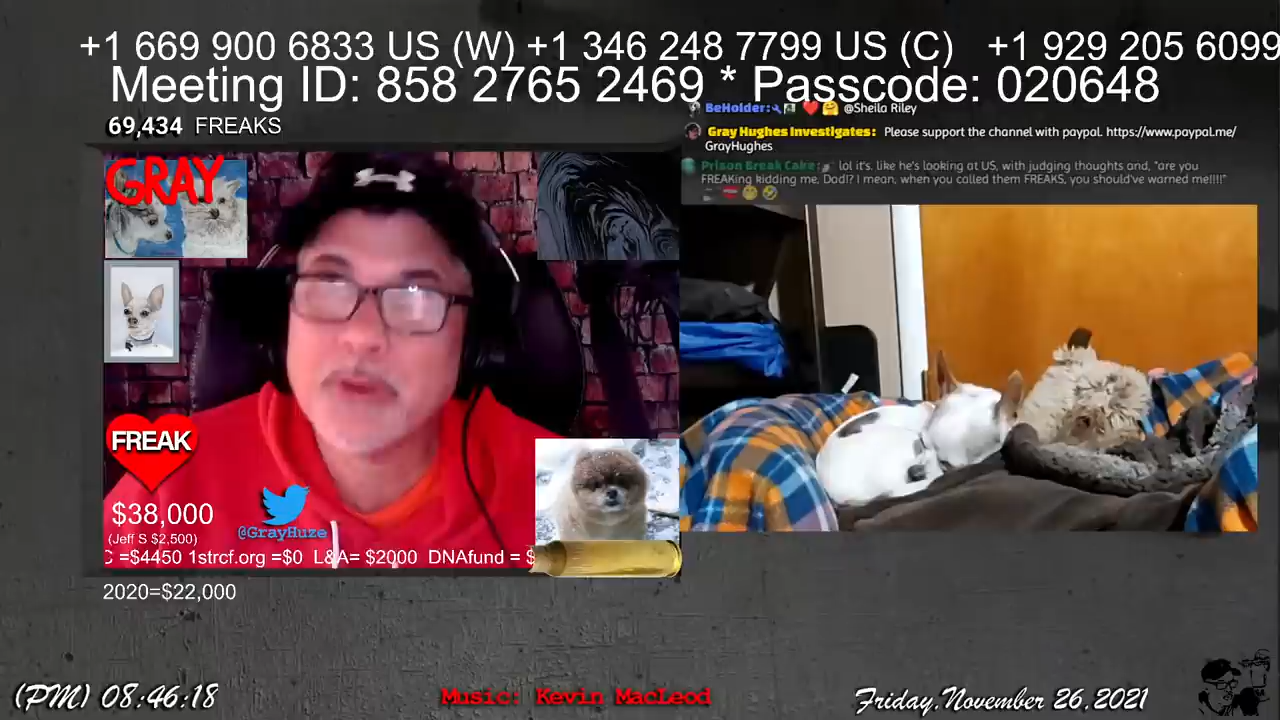 +1 669 900 6833 US (W) +1 346 248 7799 US (C) +1 929 205 6099
Meeting ID: 858 2765 2469 * Passcode: 020648
69,434 FREAKS
BeHolder: @Sheila Riley
Gray Hughes Investigates: Please support the channel with paypal. https://www.paypal.me/
GrayHughes
Prison Break Cake: lol it's. like he's looking at US, with judging thoughts and, "are you
FREAKing kidding me, Dad!? I mean, when you called them FREAKS, you should've warned me!!!!"
GRAY
FREAK
$38,000
(Jeff S $2,500)
@GrayHuze
C =$4450 1strcf.org =$0 L&A= $2000 DNAfund = $
2020=$22,000
(PM) 08:46:18
Music: Kevin MacLeod
Friday, November 26, 2021